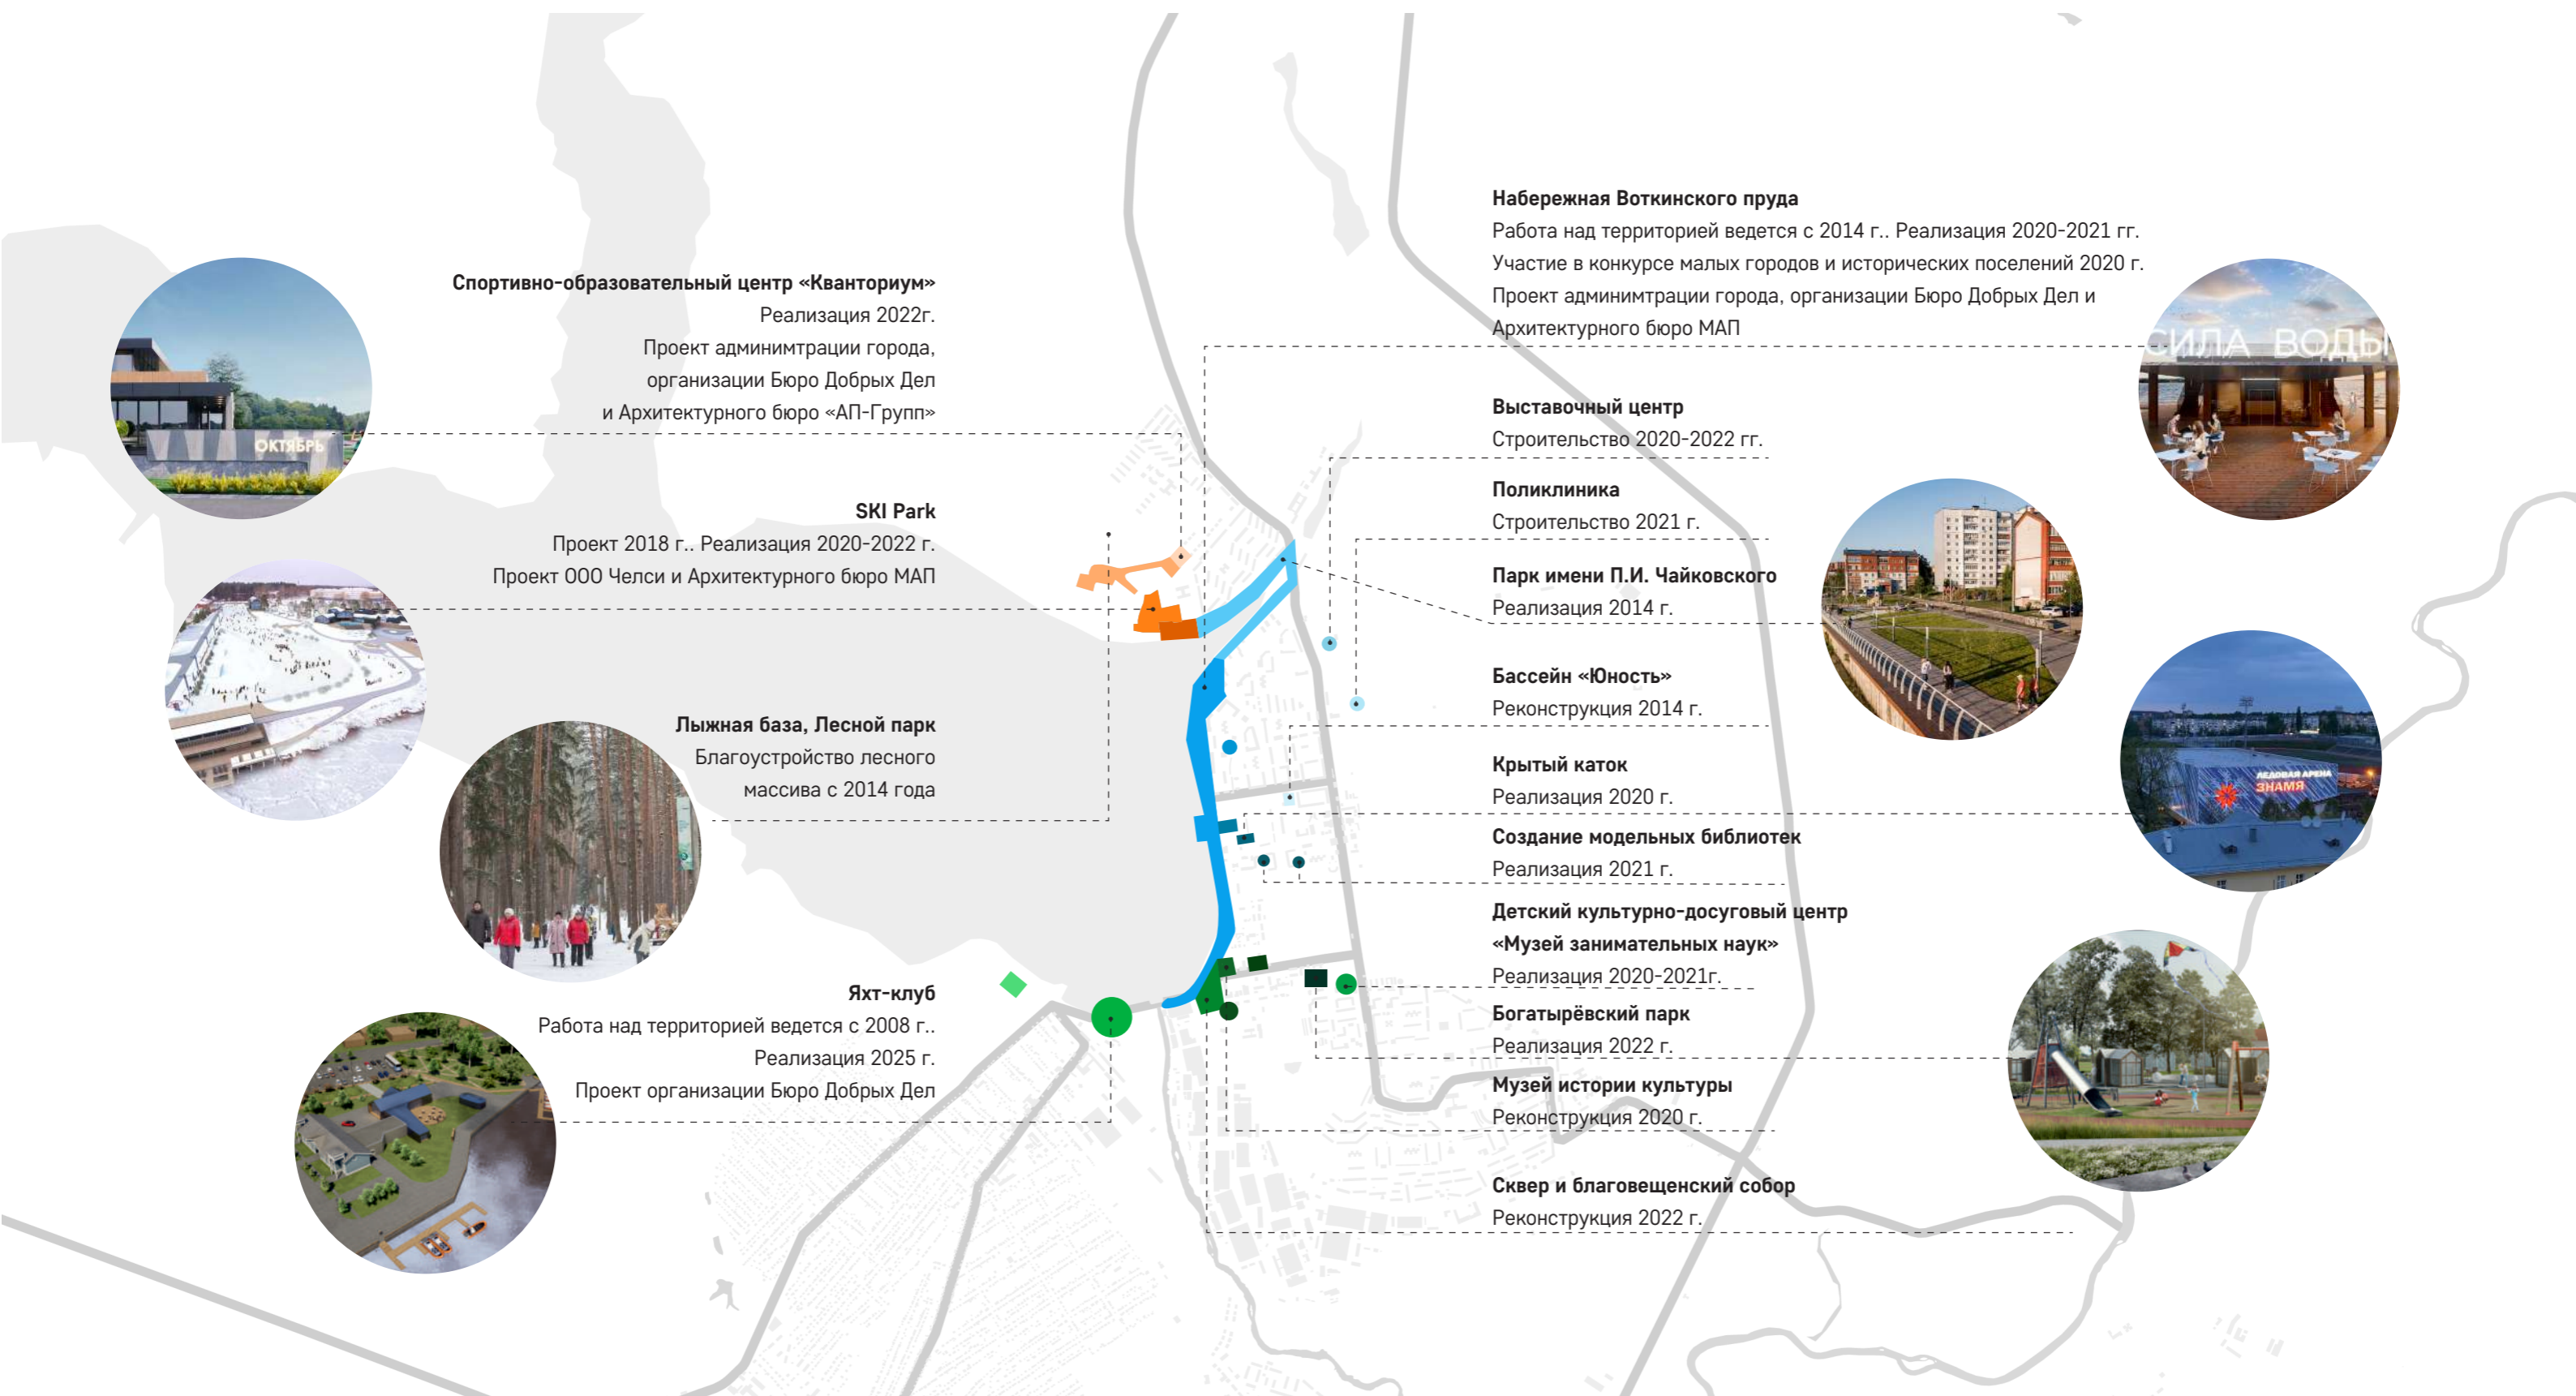 Спортивно-образовательный центр «Кванториум»
Реализация 2022г.
Проект админимтрации города,
организации Бюро Добрых Дел
и Архитектурного бюро «АП-Групп»
ОКТЯБРЬ
SKI Park
Проект 2018 г.. Реализация 2020-2022 г.
Проект ООО Челси и Архитектурного бюро МАП
Лыжная база, Лесной парк
Благоустройство лесного
массива с 2014 года
Яхт-клуб
Работа над территорией ведется с 2008 г..
Реализация 2025 г.
Проект организации Бюро Добрых Дел
Набережная Воткинского пруда
Работа над территорией ведется с 2014 г.. Реализация 2020-2021 гг.
Участие в конкурсе малых городов и исторических поселений 2020 г.
Проект админимтрации города, организации Бюро Добрых Дел и
Архитектурного бюро МАП
СИЛА ВОДЫ
Выставочный центр
Строительство 2020-2022 гг.
Поликлиника
Строительство 2021 г.
Парк имени П.И. Чайковского
Реализация 2014 г.
Бассейн «Юность»
Реконструкция 2014 г.
Крытый каток
Реализация 2020 г.
ЛЕДОВАЯ АРЕНА
ЗНАМЯ
Создание модельных библиотек
Реализация 2021 г.
Детский культурно-досуговый центр
«Музей занимательных наук»
Реализация 2020-2021г.
Богатырёвский парк
Реализация 2022 г.
Музей истории культуры
Реконструкция 2020 г.
Сквер и благовещенский собор
Реконструкция 2022 г.